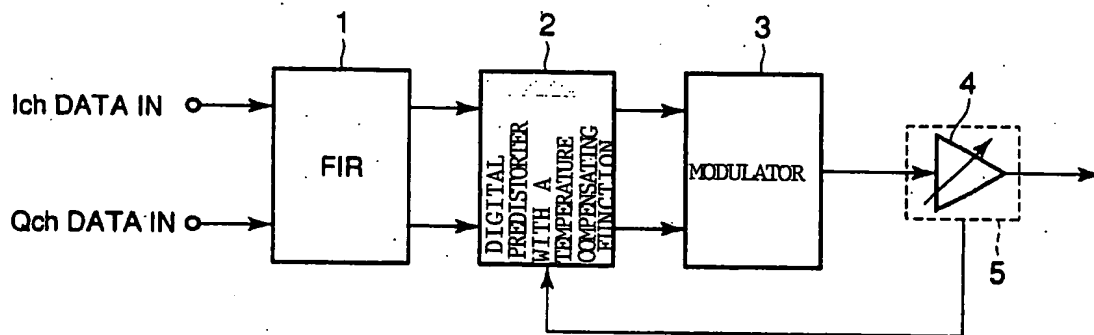 1
2
3
4
Ich DATA IN
Qch DATA IN
FIR
DIGITAL
PREDISTORTER
WITH A
TEMPERATURE
COMPENSATING
FUNCTION
MODULATOR
5